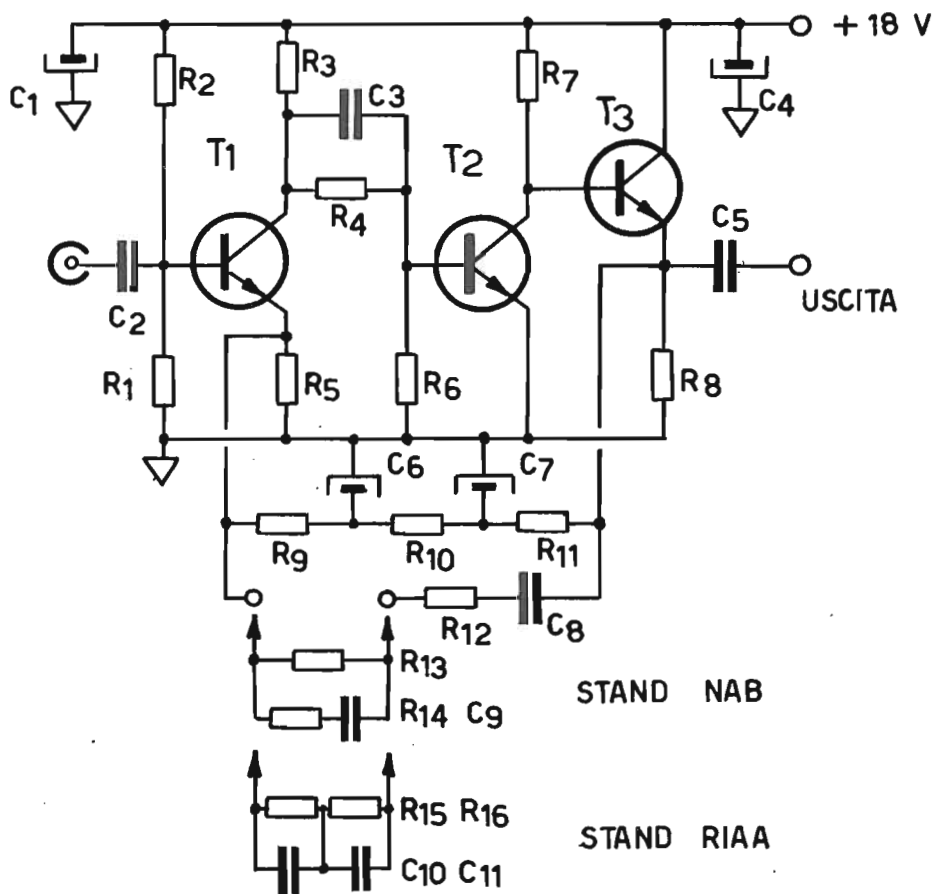 + 18 V
C1
R2
R3
C3
R7
T3
C4
T1
T2
R4
C5
C2
USCITA
R1
R5
R6
R8
C6
C7
R9
R10
R11
R12
C8
R13
STAND NAB
R14 C9
R15 R16
STAND RIAA
C10 C11